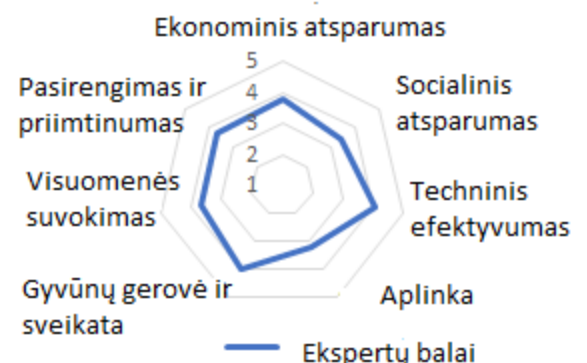 Ekonominis atsparumas
5
4
3
2
1
Socialinis
atsparumas
Techninis
efektyvumas
Aplinka
Gyvūnų gerovė ir
sveikata
Visuomenės
suvokimas
Pasirengimas ir
priimtinumas
Ekspertų balai